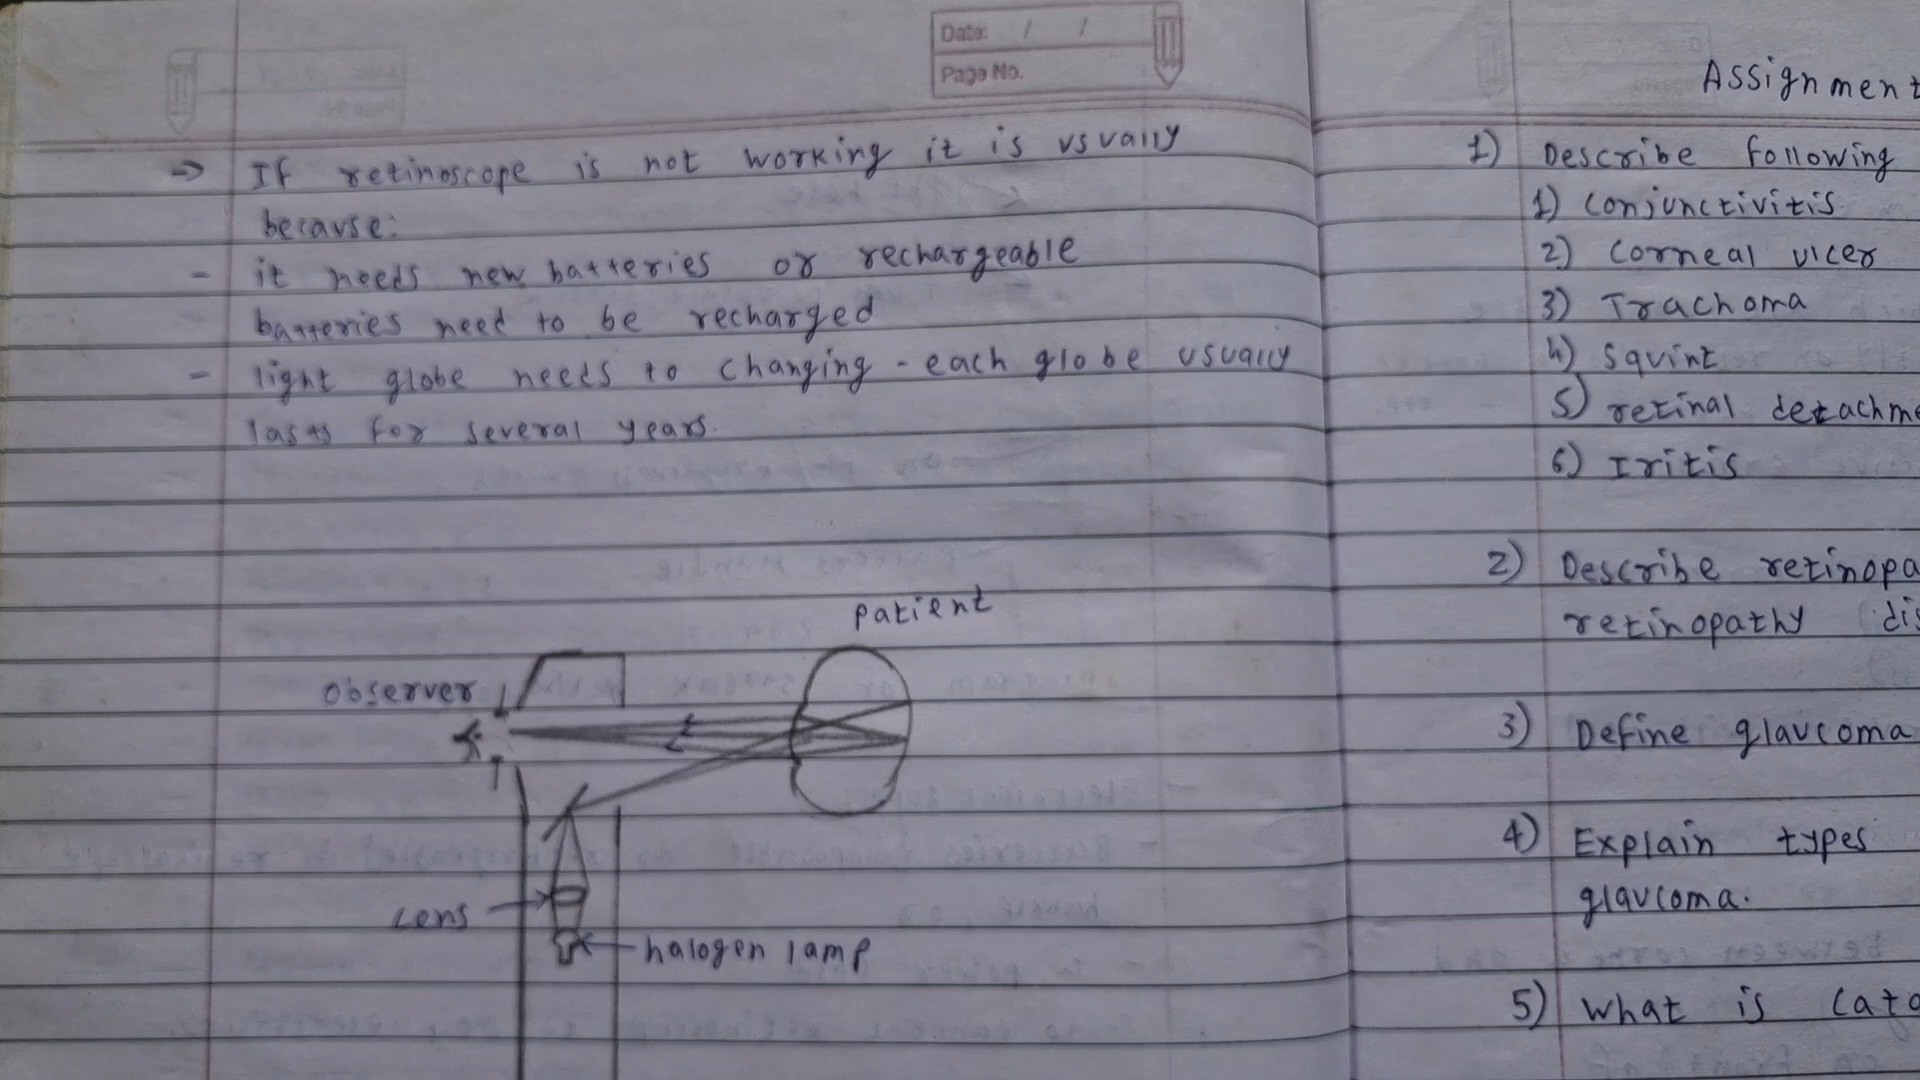 Date: / /
Page No.
→ If retinoscope is not working it is usually
because:
- it needs new batteries or rechargeable
batteries need to be recharged
- light globe needs to changing - each globe usually
lasts for several years.
patient
observer
Lens
halogen lamp
Assignment
1) Describe following
1) conjunctivitis
2) corneal ulcer
3) Trachoma
4) squint
5) retinal detachme
6) Iritis
2) Describe retinopa
retinopathy (dis
3) Define glaucoma
4) Explain types
glaucoma.
5) What is cata